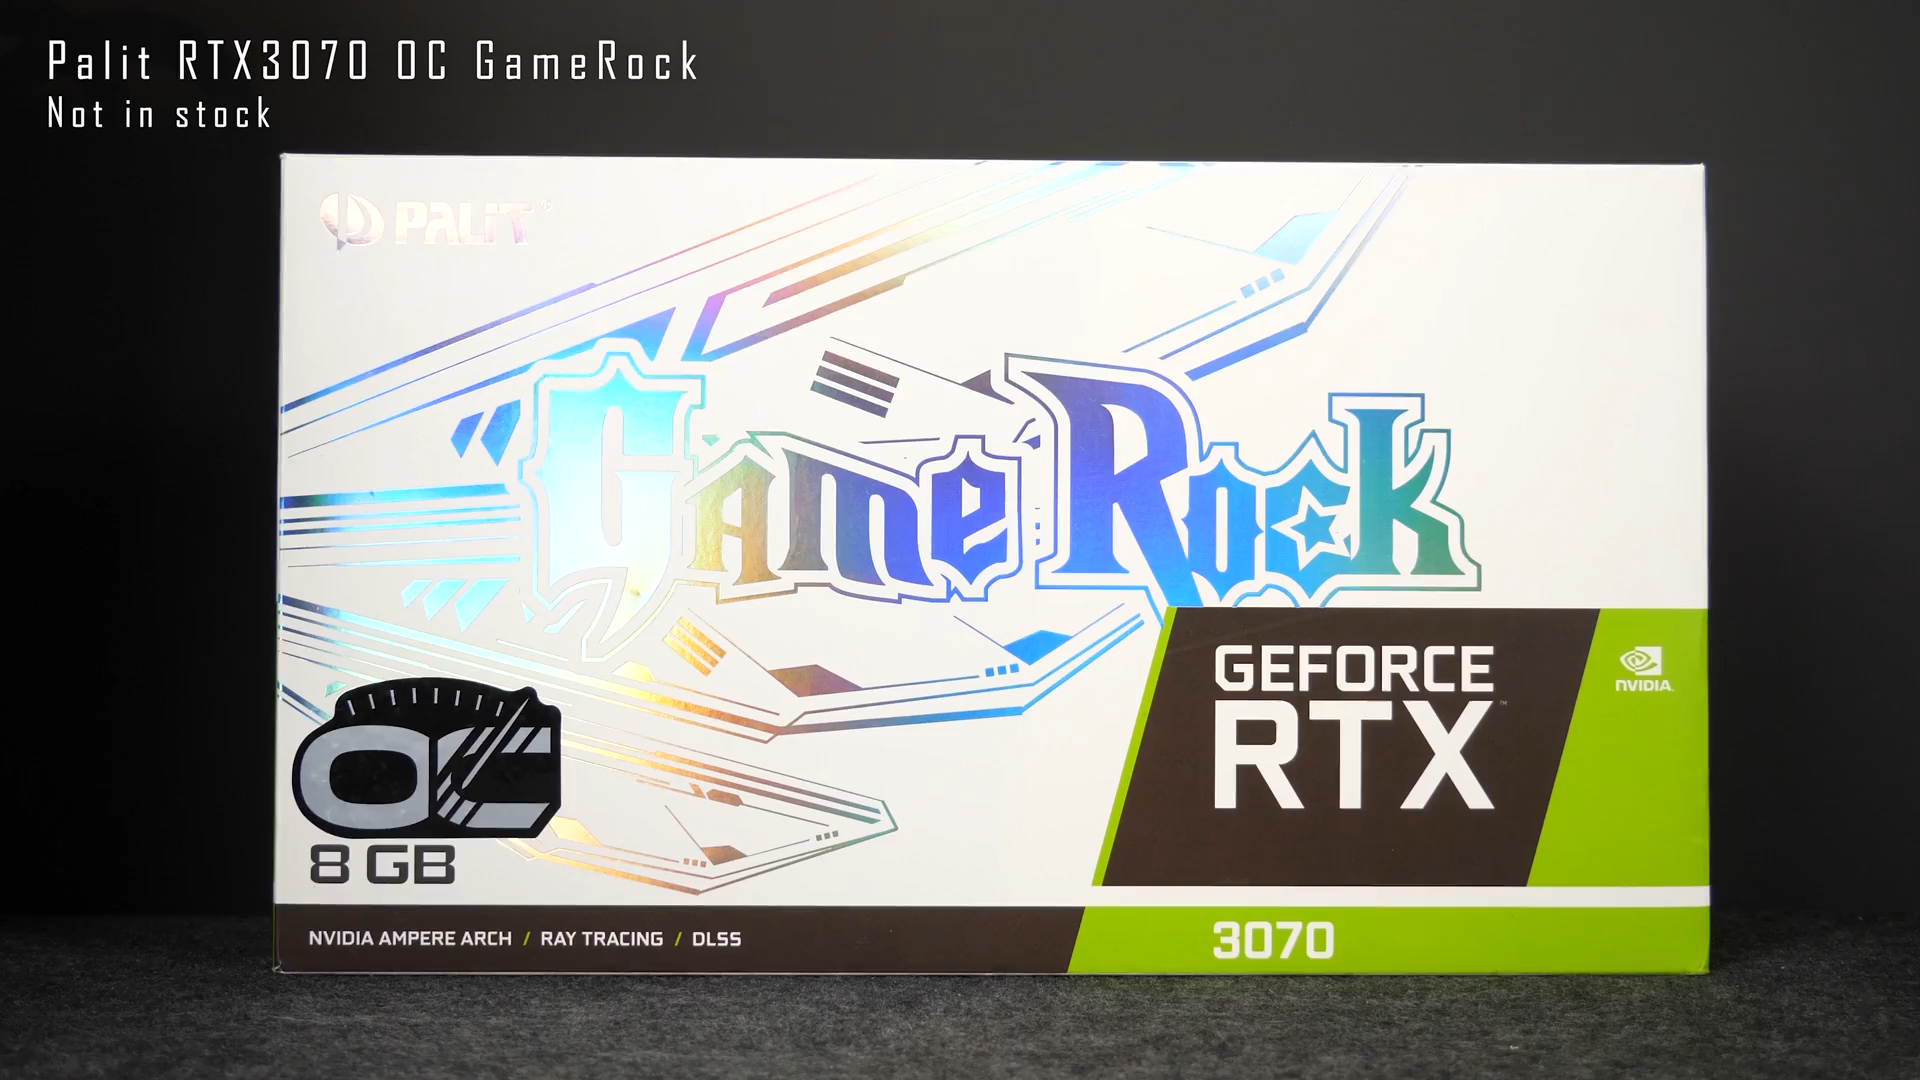 Palit RTX3070 OC GameRock
Not in stock
PALIT®
GameRock
GEFORCE
RTX™
NVIDIA
OC
8 GB
NVIDIA AMPERE ARCH / RAY TRACING / DLSS
3070